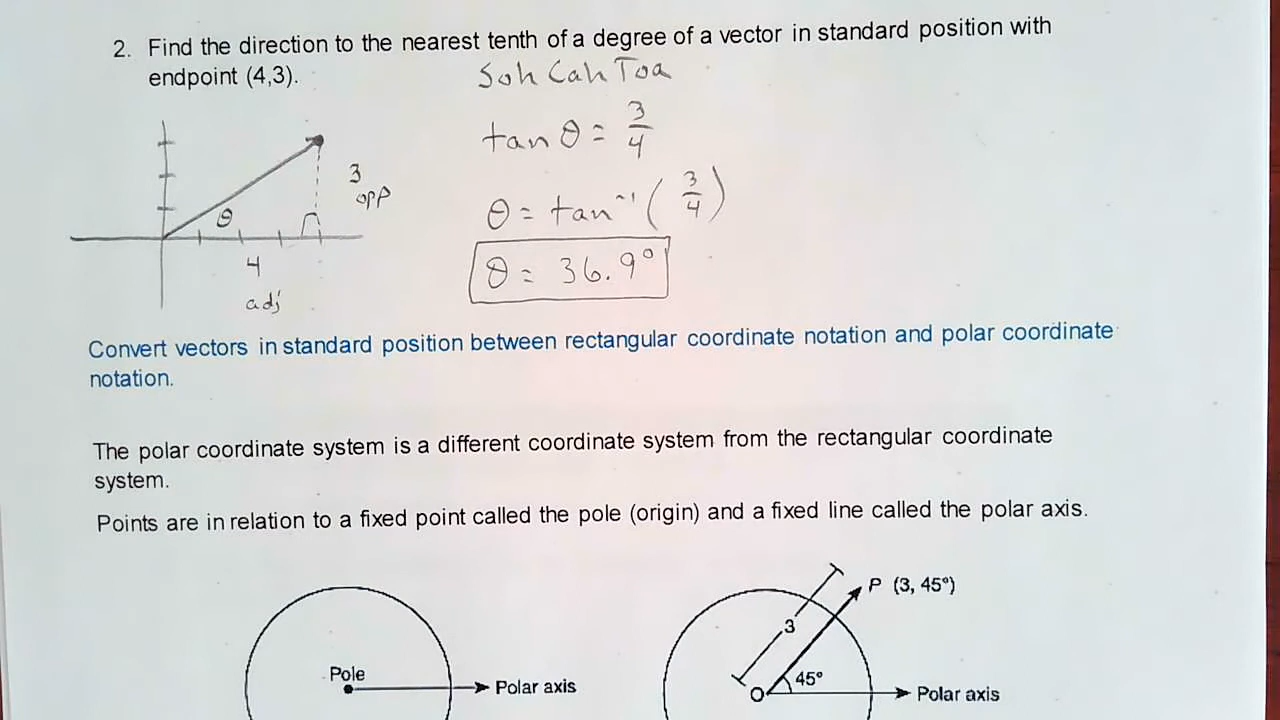 2. Find the direction to the nearest tenth of a degree of a vector in standard position with
endpoint (4,3).
Soh Cah Toa
tan θ = 3/4
3
opp
θ
θ = tan⁻¹ (3/4)
4
adj
θ = 36.9°
Convert vectors in standard position between rectangular coordinate notation and polar coordinate
notation.
The polar coordinate system is a different coordinate system from the rectangular coordinate
system.
Points are in relation to a fixed point called the pole (origin) and a fixed line called the polar axis.
P (3, 45°)
3
Pole
Polar axis
45°
O
Polar axis